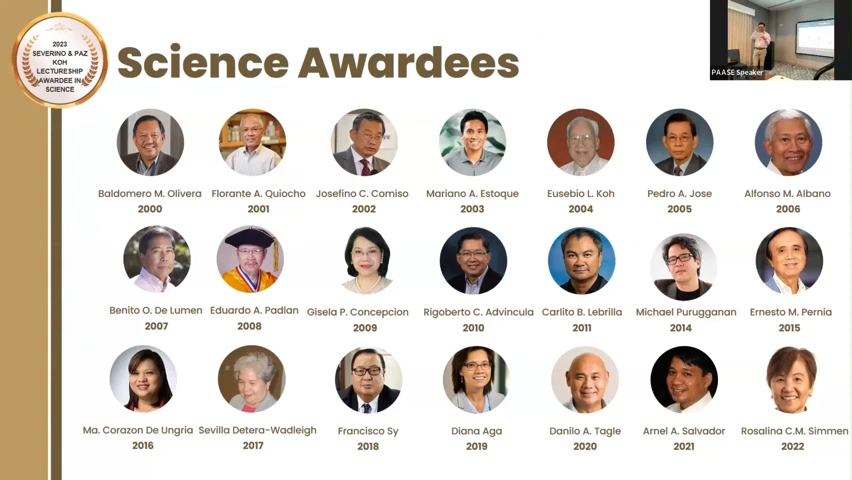 2023
SEVERINO & PAZ
KOH
LECTURESHIP
AWARDEE IN
SCIENCE
Science Awardees
PAASE Speaker
Baldomero M. Olivera
2000
Florante A. Quiocho
2001
Josefino C. Comiso
2002
Mariano A. Estoque
2003
Eusebio L. Koh
2004
Pedro A. Jose
2005
Alfonso M. Albano
2006
Benito O. De Lumen
2007
Eduardo A. Padlan
2008
Gisela P. Concepcion
2009
Rigoberto C. Advincula
2010
Carlito B. Lebrilla
2011
Michael Purugganan
2014
Ernesto M. Pernia
2015
Ma. Corazon De Ungria
2016
Sevilla Detera-Wadleigh
2017
Francisco Sy
2018
Diana Aga
2019
Danilo A. Tagle
2020
Arnel A. Salvador
2021
Rosalina C.M. Simmen
2022